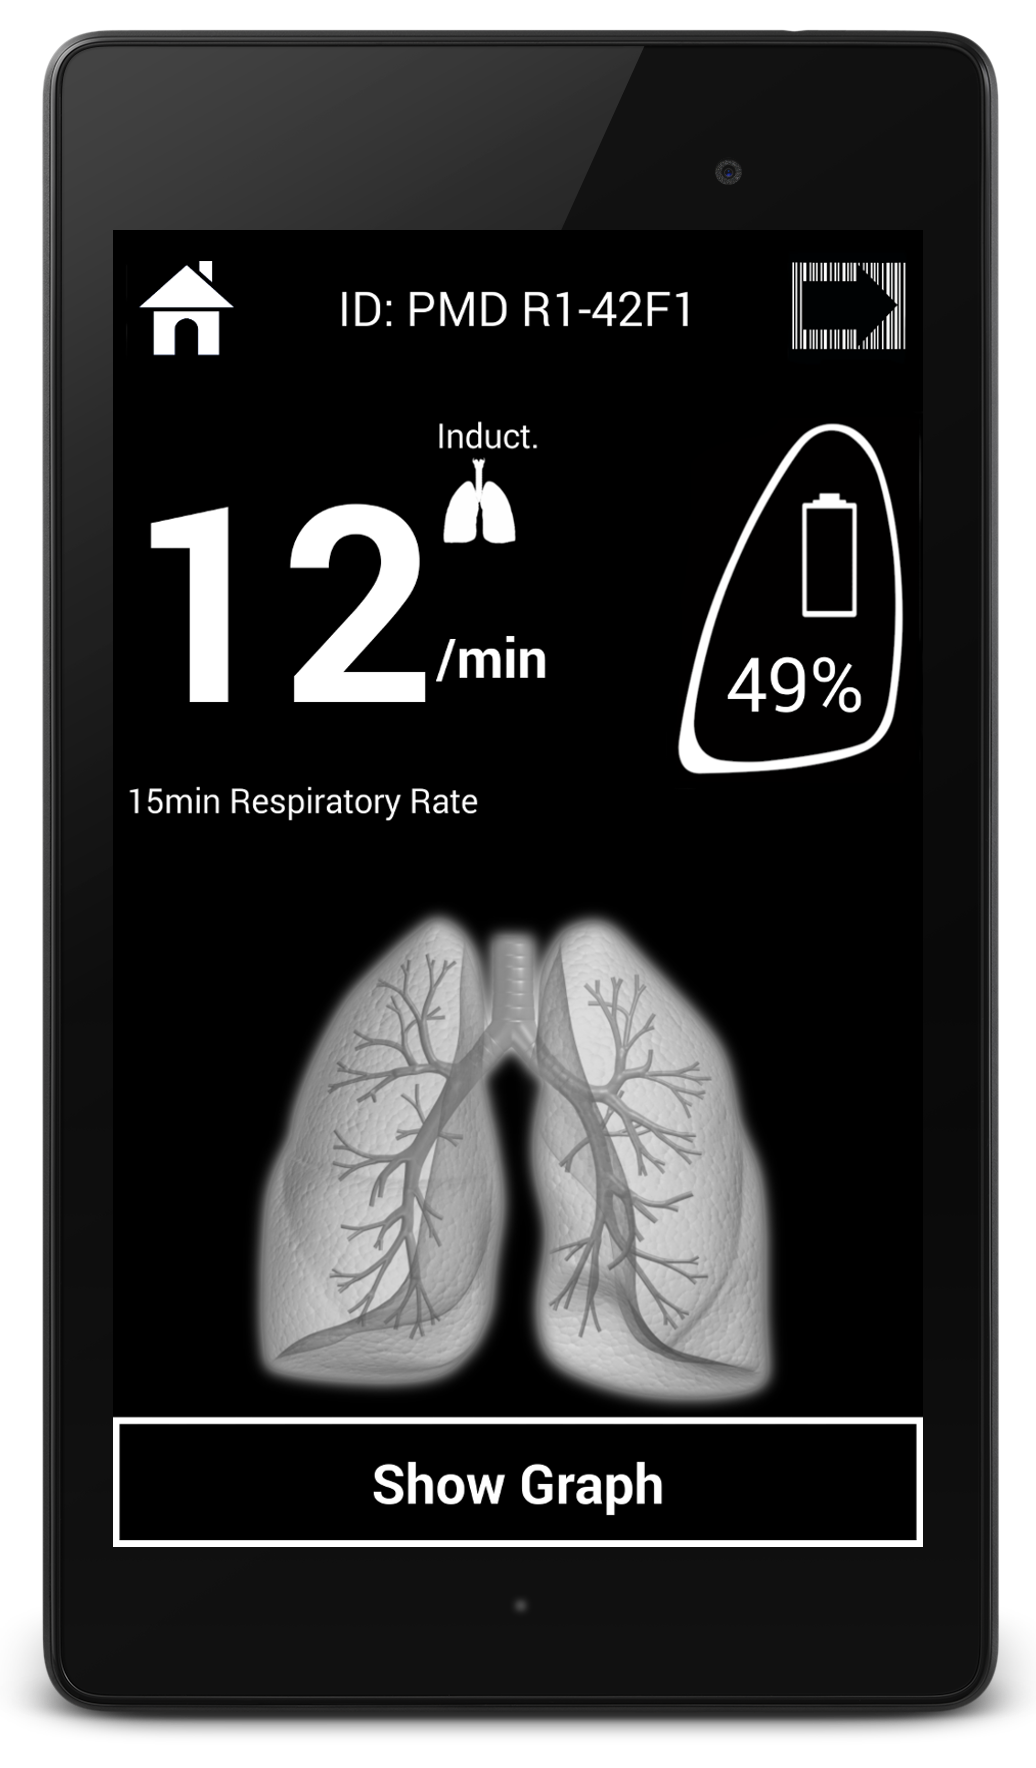 ID: PMD R1-42F1
Induct.
12/min
49%
15min Respiratory Rate
Show Graph